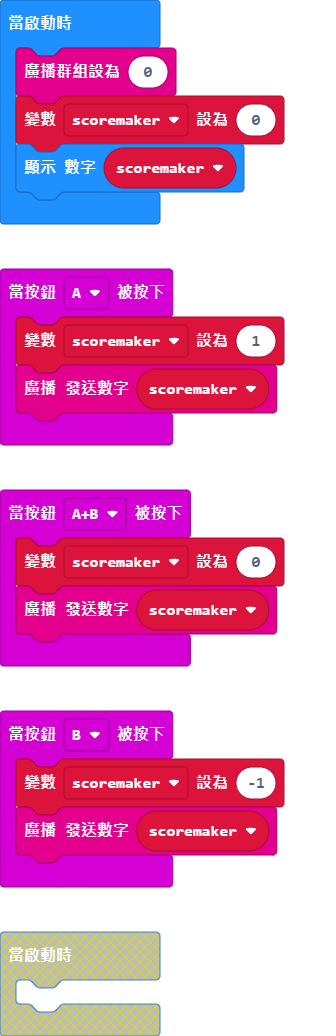 當啟動時
廣播群組設為 0
變數 scoremaker 設為 0
顯示 數字 scoremaker
當按鈕 A 被按下
變數 scoremaker 設為 1
廣播 發送數字 scoremaker
當按鈕 A+B 被按下
變數 scoremaker 設為 0
廣播 發送數字 scoremaker
當按鈕 B 被按下
變數 scoremaker 設為 -1
廣播 發送數字 scoremaker
當啟動時